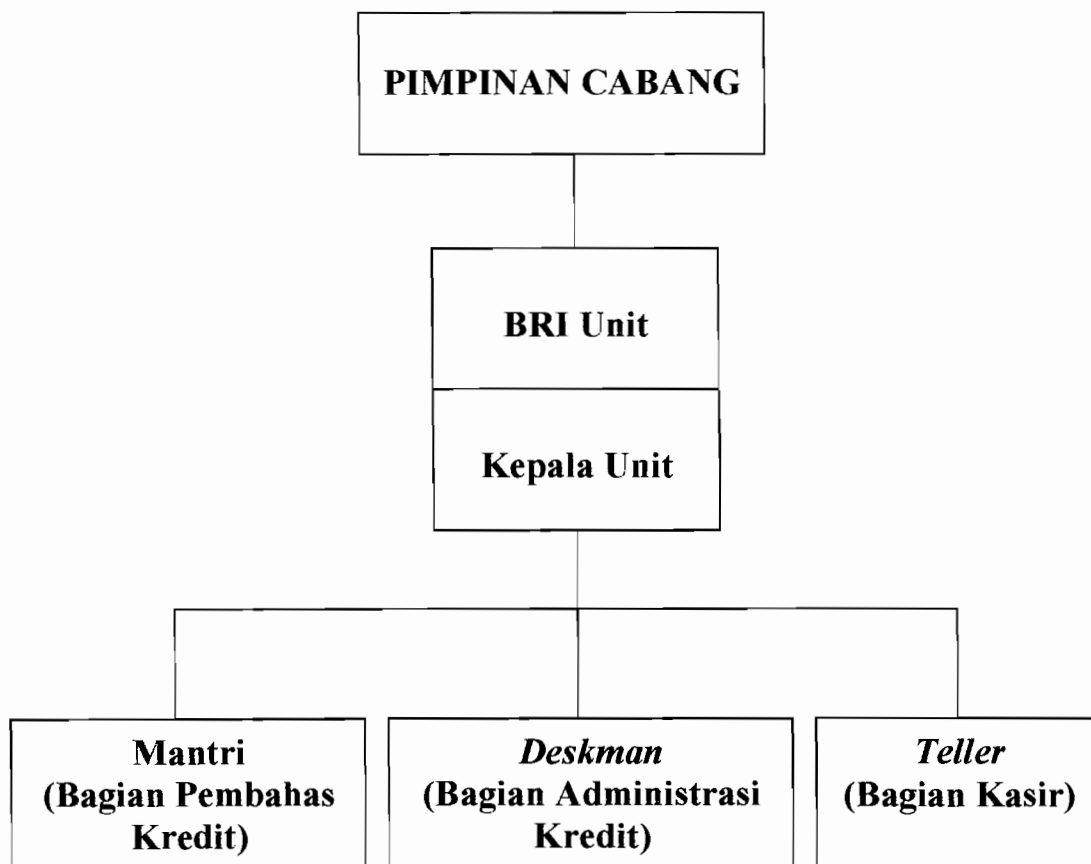 PIMPINAN CABANG
BRI Unit
Kepala Unit
Mantri
(Bagian Pembahas
Kredit)
Deskman
(Bagian Administrasi
Kredit)
Teller
(Bagian Kasir)